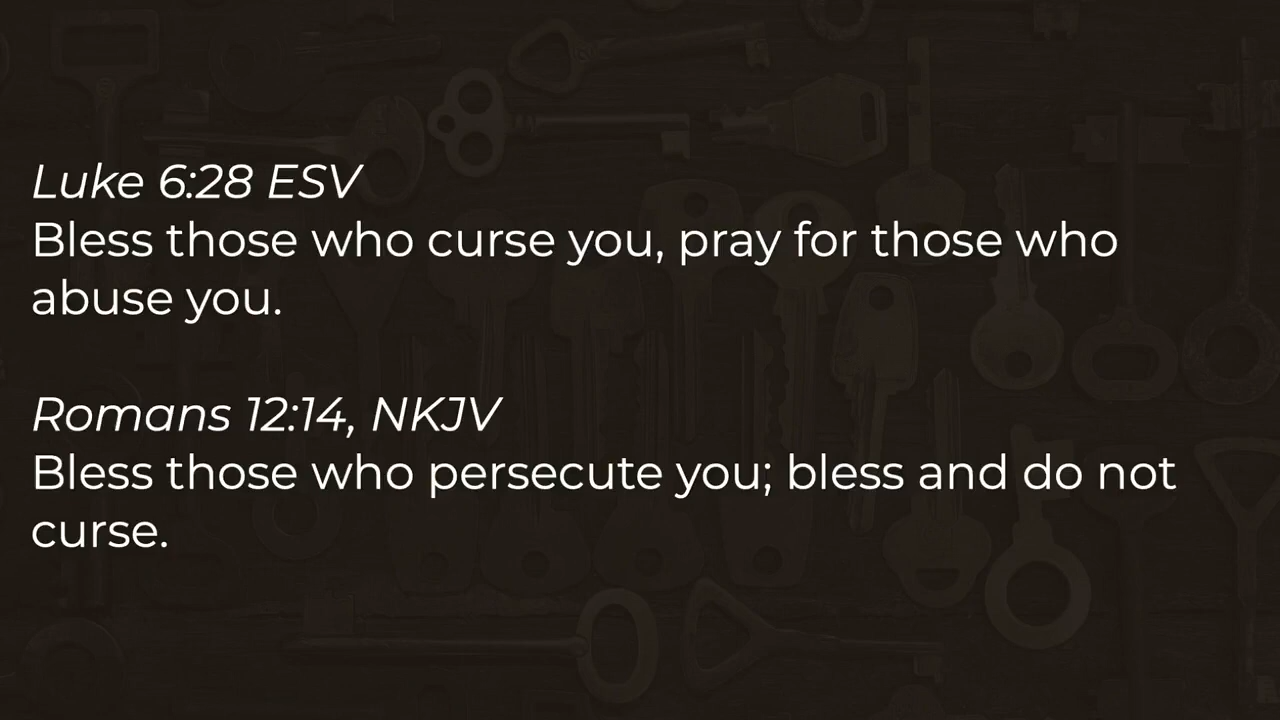 Luke 6:28 ESV
Bless those who curse you, pray for those who
abuse you.
Romans 12:14, NKJV
Bless those who persecute you; bless and do not
curse.